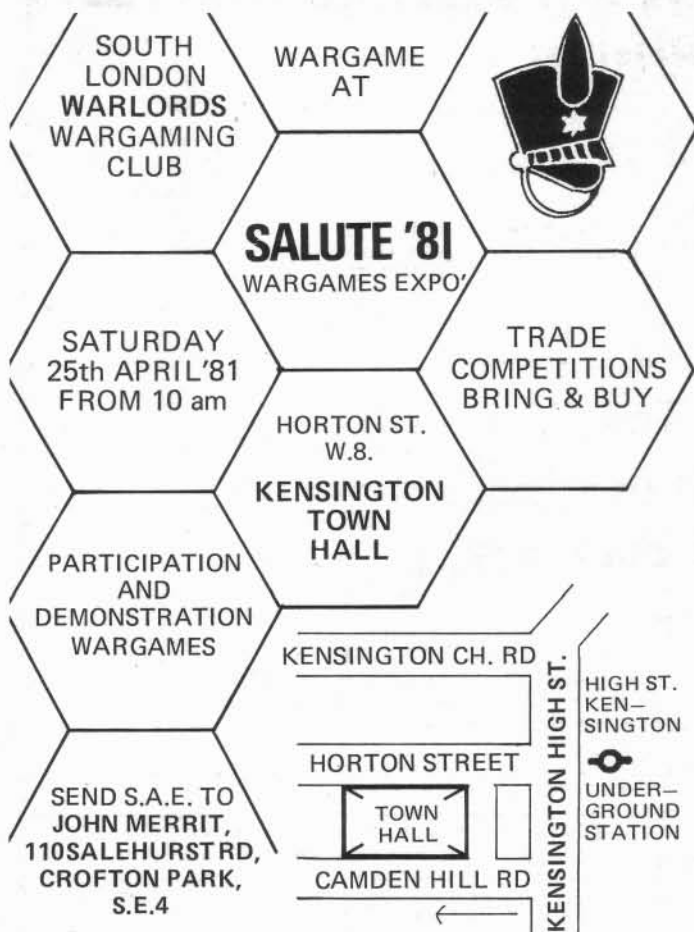 SOUTH
LONDON
WARLORDS
WARGAMING
CLUB
WARGAME
AT
SALUTE '81
WARGAMES EXPO'
SATURDAY
25th APRIL'81
FROM 10 am
TRADE
COMPETITIONS
BRING & BUY
HORTON ST.
W.8.
KENSINGTON
TOWN
HALL
PARTICIPATION
AND
DEMONSTRATION
WARGAMES
SEND S.A.E. TO
JOHN MERRIT,
110SALEHURST RD,
CROFTON PARK,
S.E.4
KENSINGTON CH. RD
HORTON STREET
TOWN
HALL
CAMDEN HILL RD
KENSINGTON HIGH ST.
HIGH ST.
KEN–
SINGTON
UNDER–
GROUND
STATION